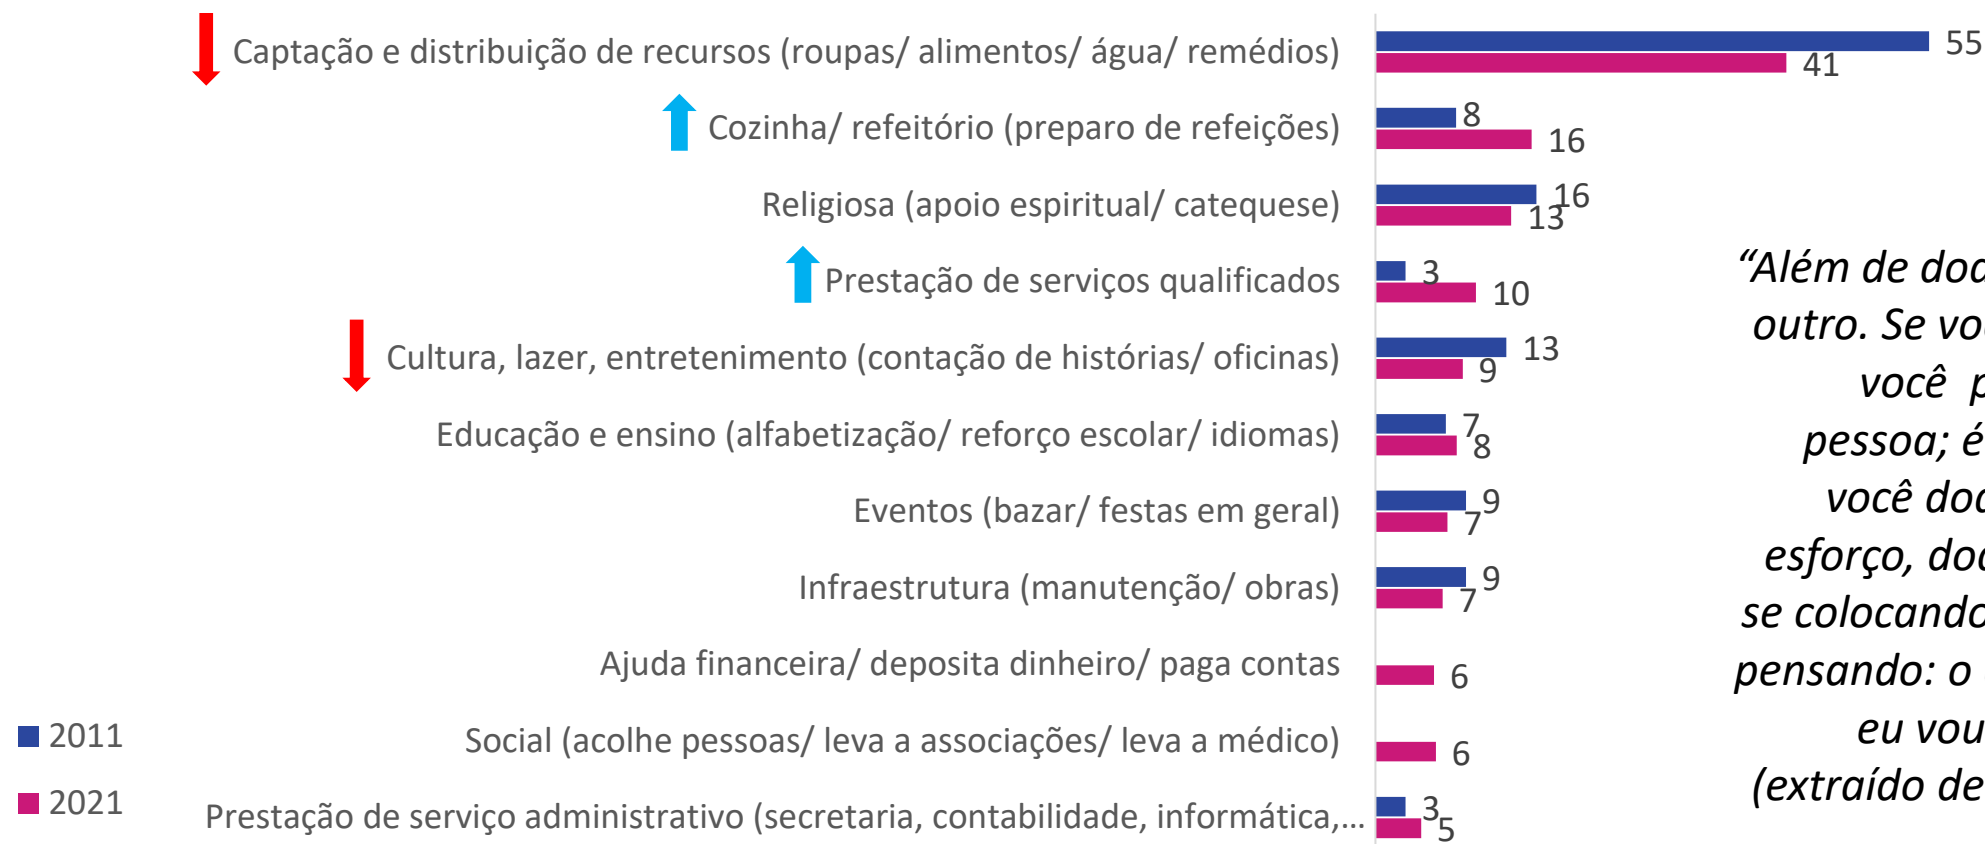 Captação e distribuição de recursos (roupas/ alimentos/ água/ remédios)
55
41
Cozinha/ refeitório (preparo de refeições)
8
16
Religiosa (apoio espiritual/ catequese)
16
13
Prestação de serviços qualificados
3
10
Cultura, lazer, entretenimento (contação de histórias/ oficinas)
13
9
Educação e ensino (alfabetização/ reforço escolar/ idiomas)
7
8
Eventos (bazar/ festas em geral)
9
7
Infraestrutura (manutenção/ obras)
9
7
Ajuda financeira/ deposita dinheiro/ paga contas
6
Social (acolhe pessoas/ leva a associações/ leva a médico)
6
Prestação de serviço administrativo (secretaria, contabilidade, informática,...
3
5
2011
2021
“Além de
outro. Se
você
pessoa; é
você
esforço,
se colocando
pensando: o
eu vou
(extraído de